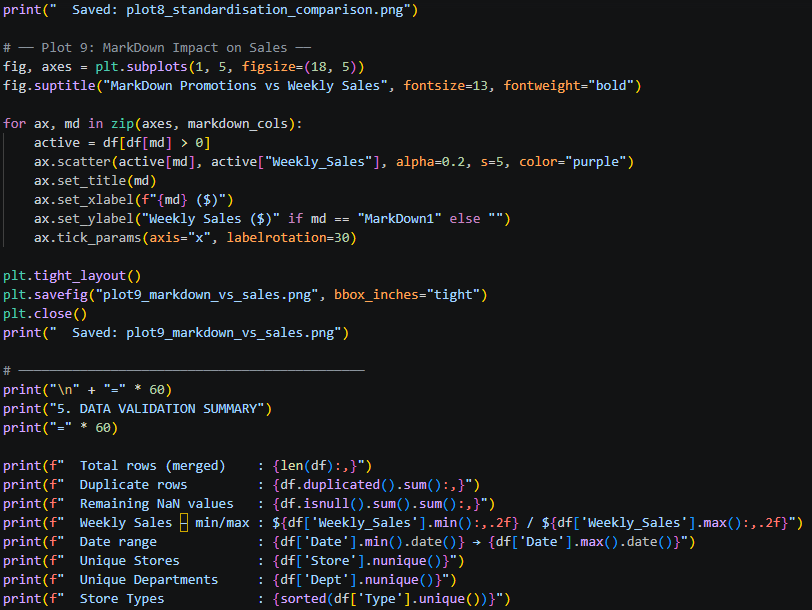 print("  Saved: plot8_standardisation_comparison.png")
# ── Plot 9: MarkDown Impact on Sales ──
fig, axes = plt.subplots(1, 5, figsize=(18, 5))
fig.suptitle("MarkDown Promotions vs Weekly Sales", fontsize=13, fontweight="bold")
for ax, md in zip(axes, markdown_cols):
    active = df[df[md] > 0]
    ax.scatter(active[md], active["Weekly_Sales"], alpha=0.2, s=5, color="purple")
    ax.set_title(md)
    ax.set_xlabel(f"{md} ($)")
    ax.set_ylabel("Weekly Sales ($)" if md == "MarkDown1" else "")
    ax.tick_params(axis="x", labelrotation=30)
plt.tight_layout()
plt.savefig("plot9_markdown_vs_sales.png", bbox_inches="tight")
plt.close()
print("  Saved: plot9_markdown_vs_sales.png")
# ──────────────────────────────────────────
print("\n" + "=" * 60)
print("5. DATA VALIDATION SUMMARY")
print("=" * 60)
print(f"  Total rows (merged)    : {len(df):,}")
print(f"  Duplicate rows         : {df.duplicated().sum():,}")
print(f"  Remaining NaN values   : {df.isnull().sum().sum():,}")
print(f"  Weekly Sales – min/max : ${df['Weekly_Sales'].min():,.2f} / ${df['Weekly_Sales'].max():,.2f}")
print(f"  Date range             : {df['Date'].min().date()} → {df['Date'].max().date()}")
print(f"  Unique Stores          : {df['Store'].nunique()}")
print(f"  Unique Departments     : {df['Dept'].nunique()}")
print(f"  Store Types            : {sorted(df['Type'].unique())}")